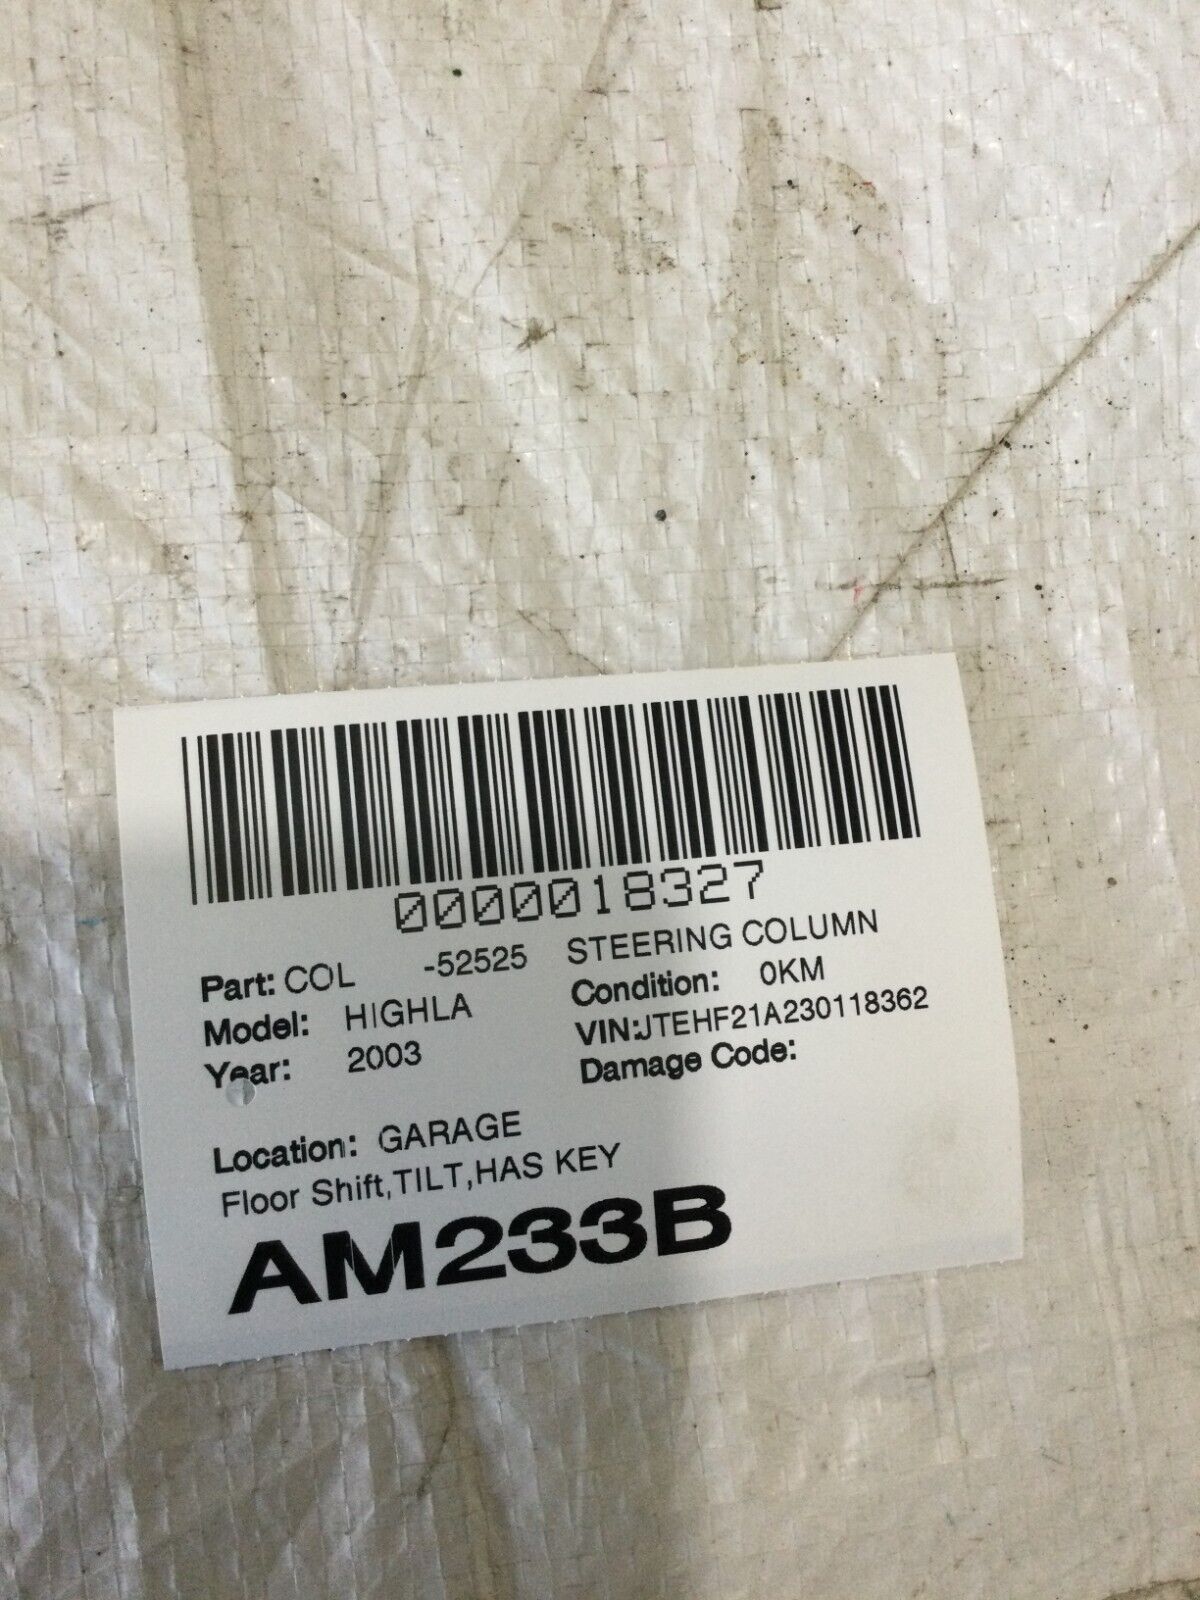 0000018327
Part: COL -52525 STEERING COLUMN
Model: HIGHLA Condition: 0KM
Year: 2003 VIN:JTEHF21A230118362
Damage Code:
Location: GARAGE
Floor Shift,TILT,HAS KEY
AM233B